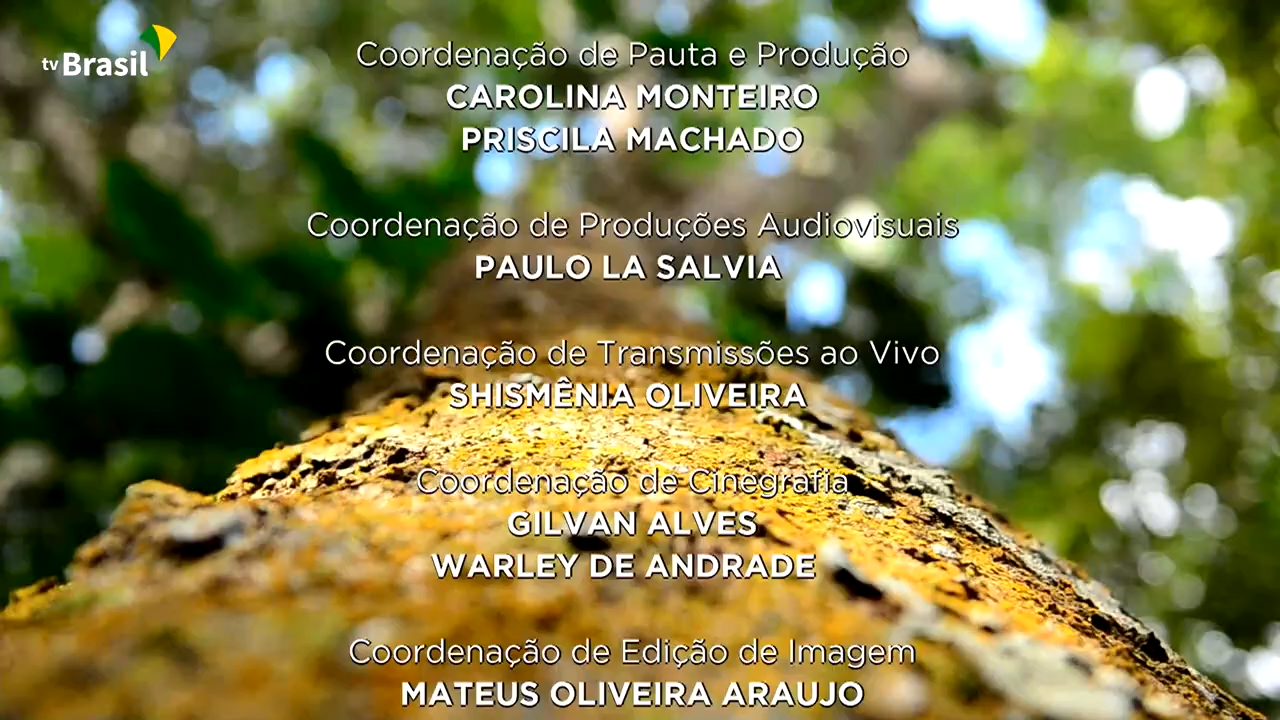 tv Brasil
Coordenação de Pauta e Produção
CAROLINA MONTEIRO
PRISCILA MACHADO
Coordenação de Produções Audiovisuais
PAULO LA SALVIA
Coordenação de Transmissões ao Vivo
SHISMÊNIA OLIVEIRA
Coordenação de Cinegrafia
GILVAN ALVES
WARLEY DE ANDRADE
Coordenação de Edição de Imagem
MATEUS OLIVEIRA ARAUJO